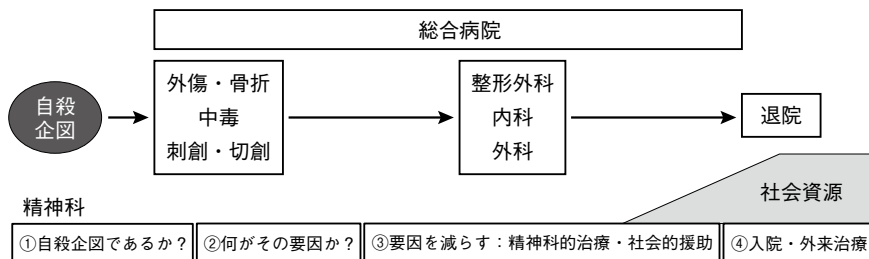 総合病院
自殺
企図
外傷・骨折
中毒
刺創・切創
整形外科
内科
外科
退院
社会資源
精神科
①自殺企図であるか？
②何がその要因か？
③要因を減らす：精神科的治療・社会的援助
④入院・外来治療